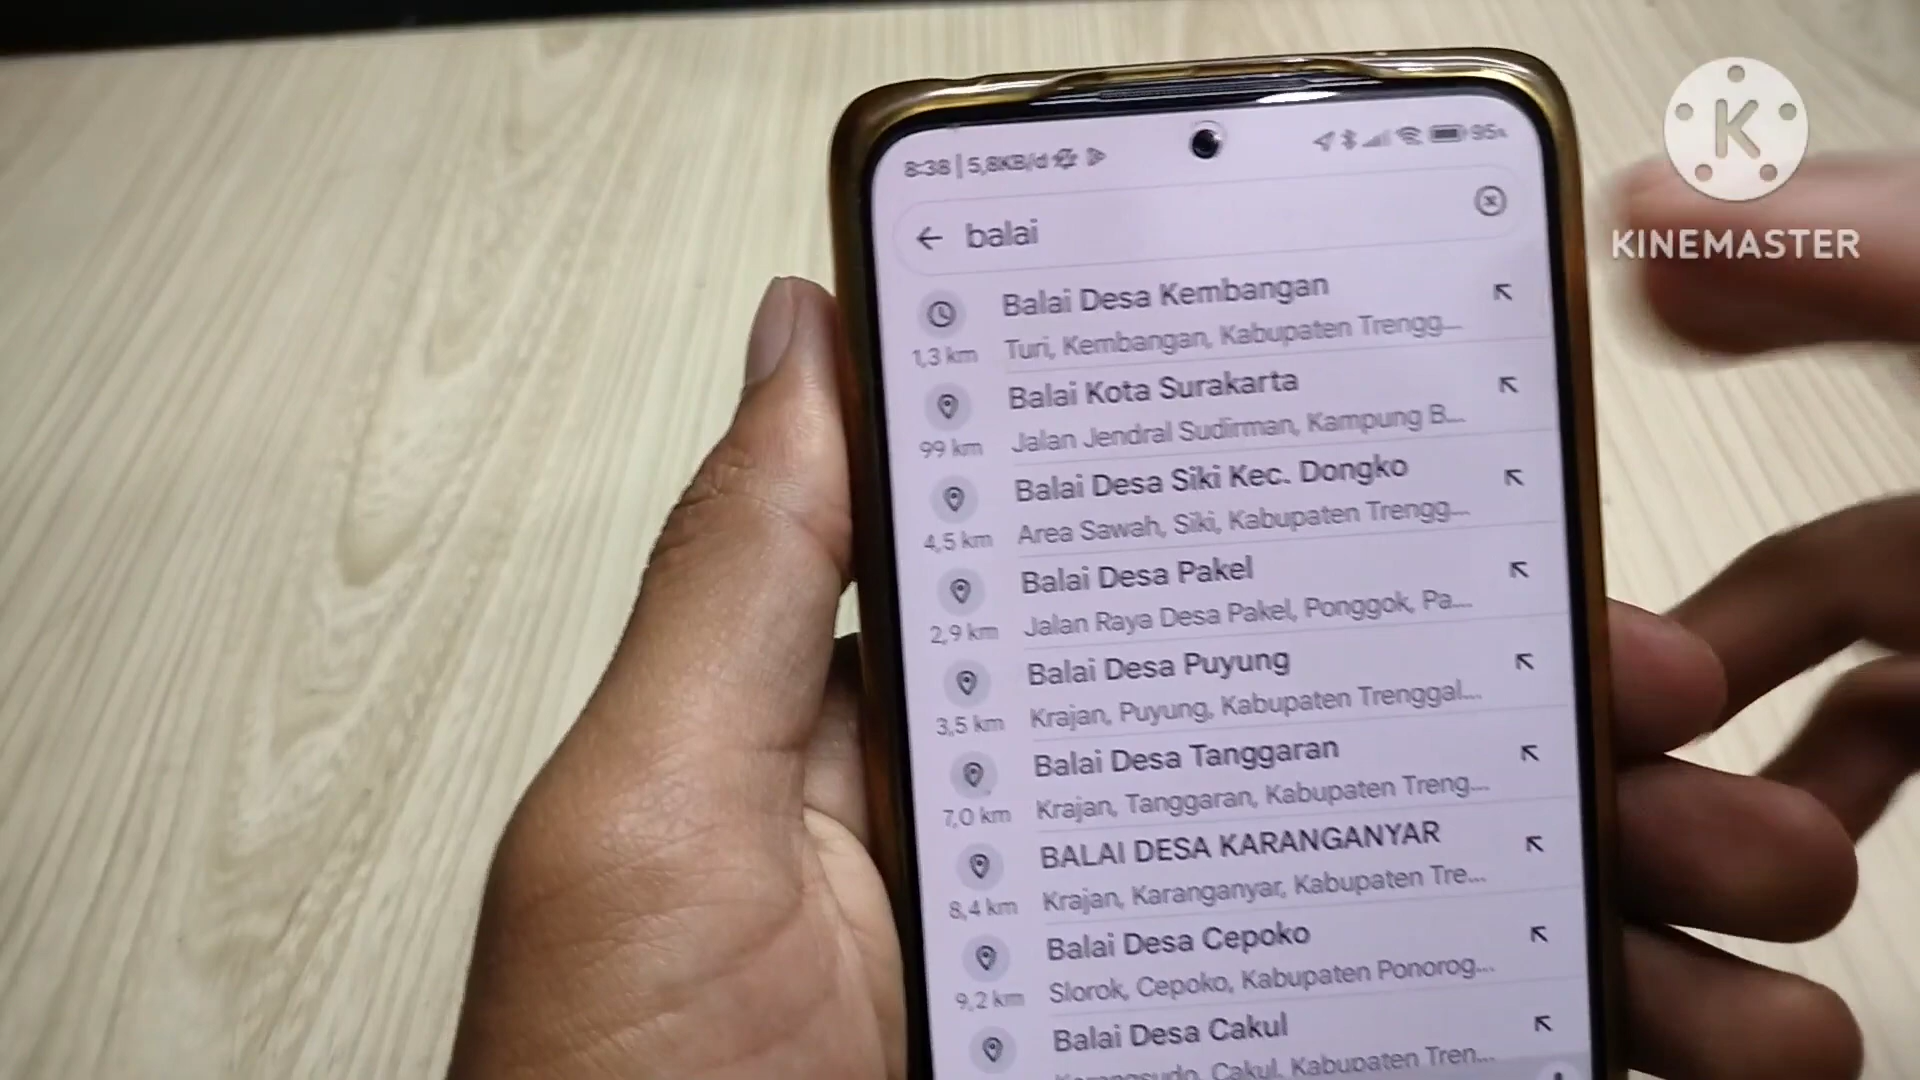 8:38 | 5,8KB/d
95%
balai
Balai Desa Kembangan
Turi, Kembangan, Kabupaten Trengg...
1,3 km
Balai Kota Surakarta
Jalan Jendral Sudirman, Kampung B...
99 km
Balai Desa Siki Kec. Dongko
Area Sawah, Siki, Kabupaten Trengg...
4,5 km
Balai Desa Pakel
Jalan Raya Desa Pakel, Ponggok, Pa...
2,9 km
Balai Desa Puyung
Krajan, Puyung, Kabupaten Trenggal...
3,5 km
Balai Desa Tanggaran
Krajan, Tanggaran, Kabupaten Treng...
7,0 km
BALAI DESA KARANGANYAR
Krajan, Karanganyar, Kabupaten Tre...
8,4 km
Balai Desa Cepoko
Slorok, Cepoko, Kabupaten Ponorog...
9,2 km
Balai Desa Cakul
Cakul, Kabupaten Tren...
K
KINEMASTER